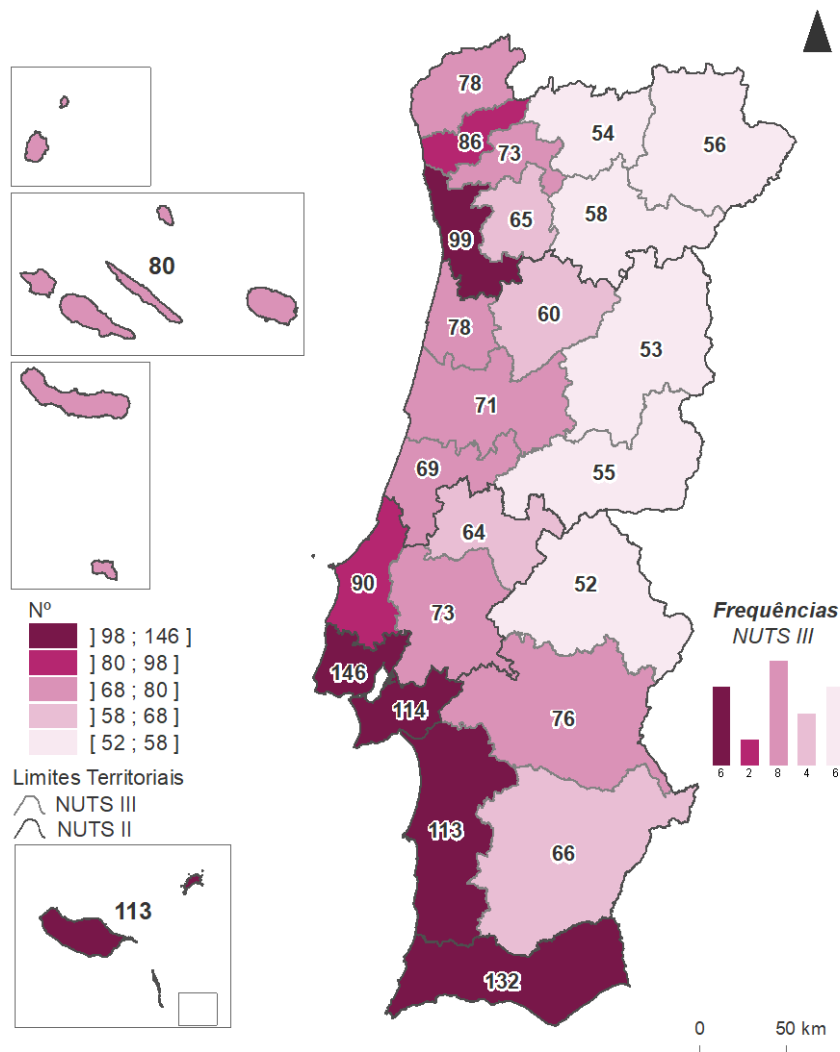 78
86
73
54
56
65
58
99
80
60
53
78
71
69
55
64
52
90
73
Nº
] 98 ; 146 ]
] 80 ; 98 ]
] 68 ; 80 ]
] 58 ; 68 ]
[ 52 ; 58 ]
Frequências
NUTS III
6 2 8 4 6
146
114
76
Limites Territoriais
NUTS III
NUTS II
113
66
113
132
0 50 km